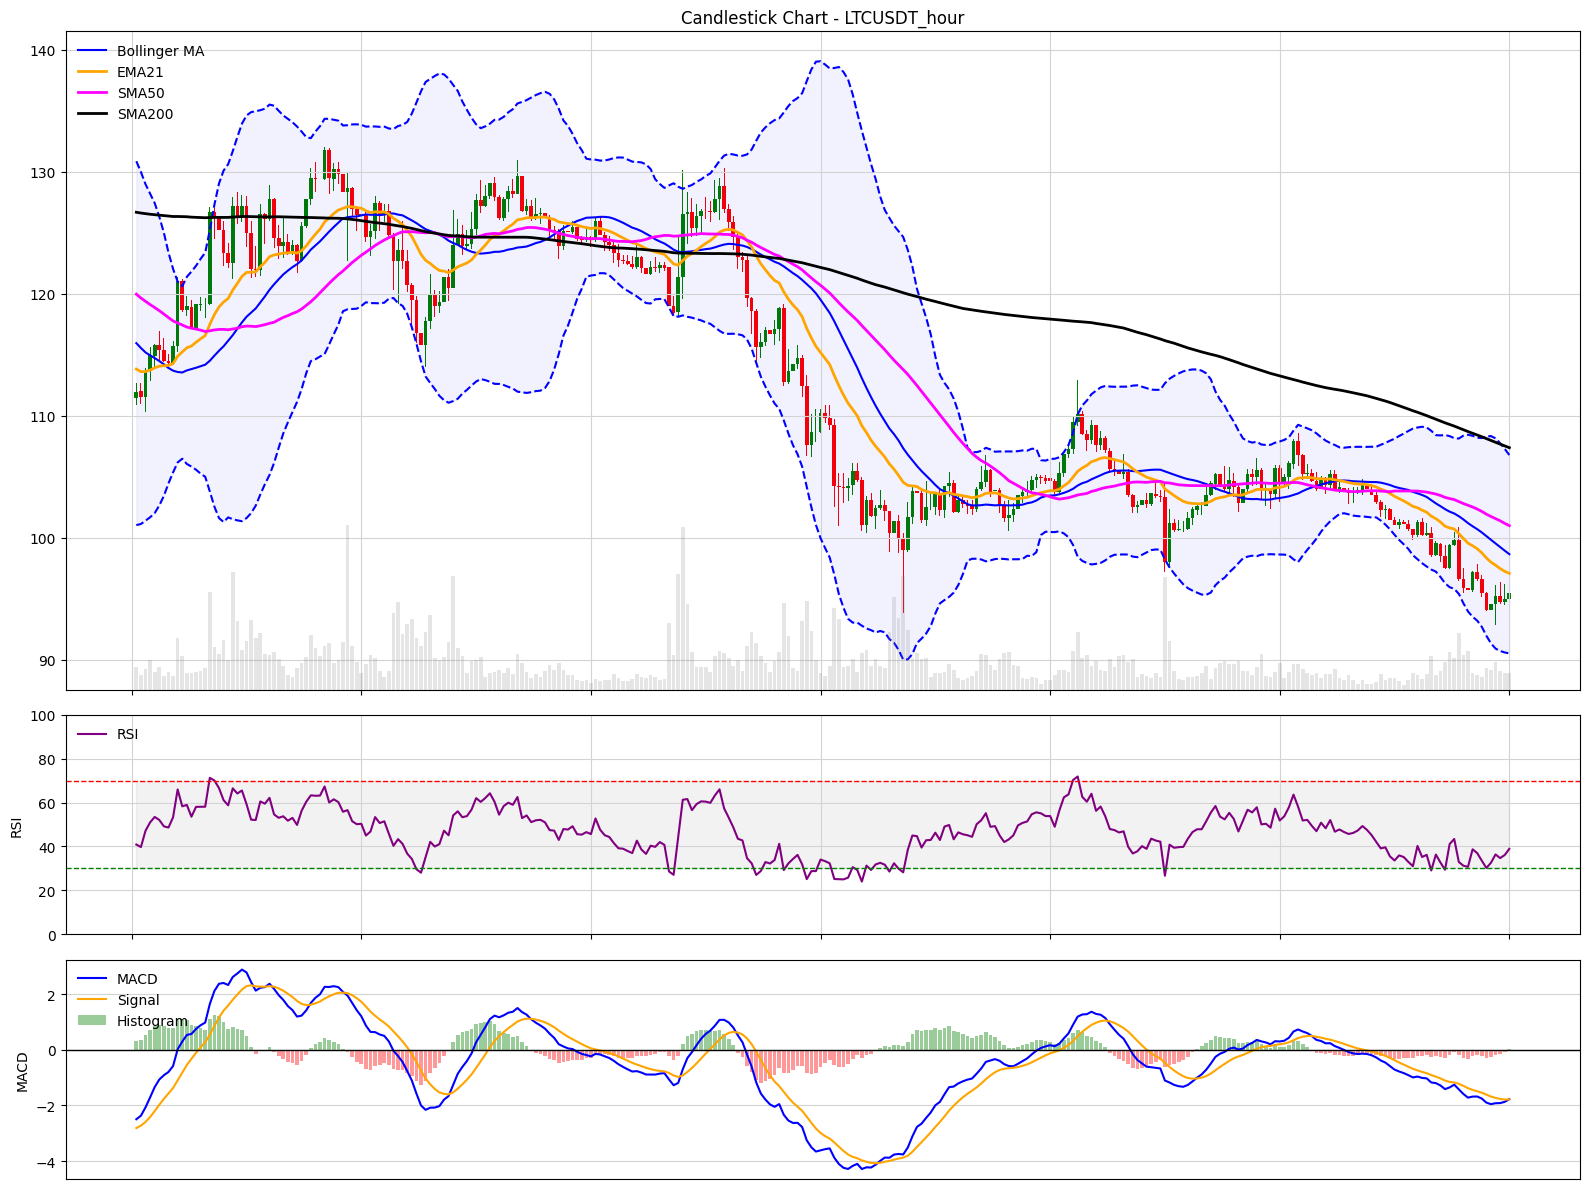 Candlestick Chart - LTCUSDT_hour
Bollinger MA
EMA21
SMA50
SMA200
140
130
120
110
100
90
RSI
RSI
100
80
60
40
20
0
MACD
Signal
Histogram
MACD
2
0
−2
−4